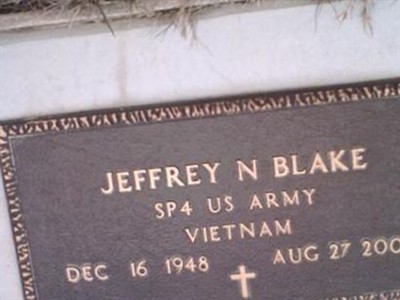 JEFFREY N BLAKE
SP4 US ARMY
VIETNAM
DEC 16 1948 AUG 27 200